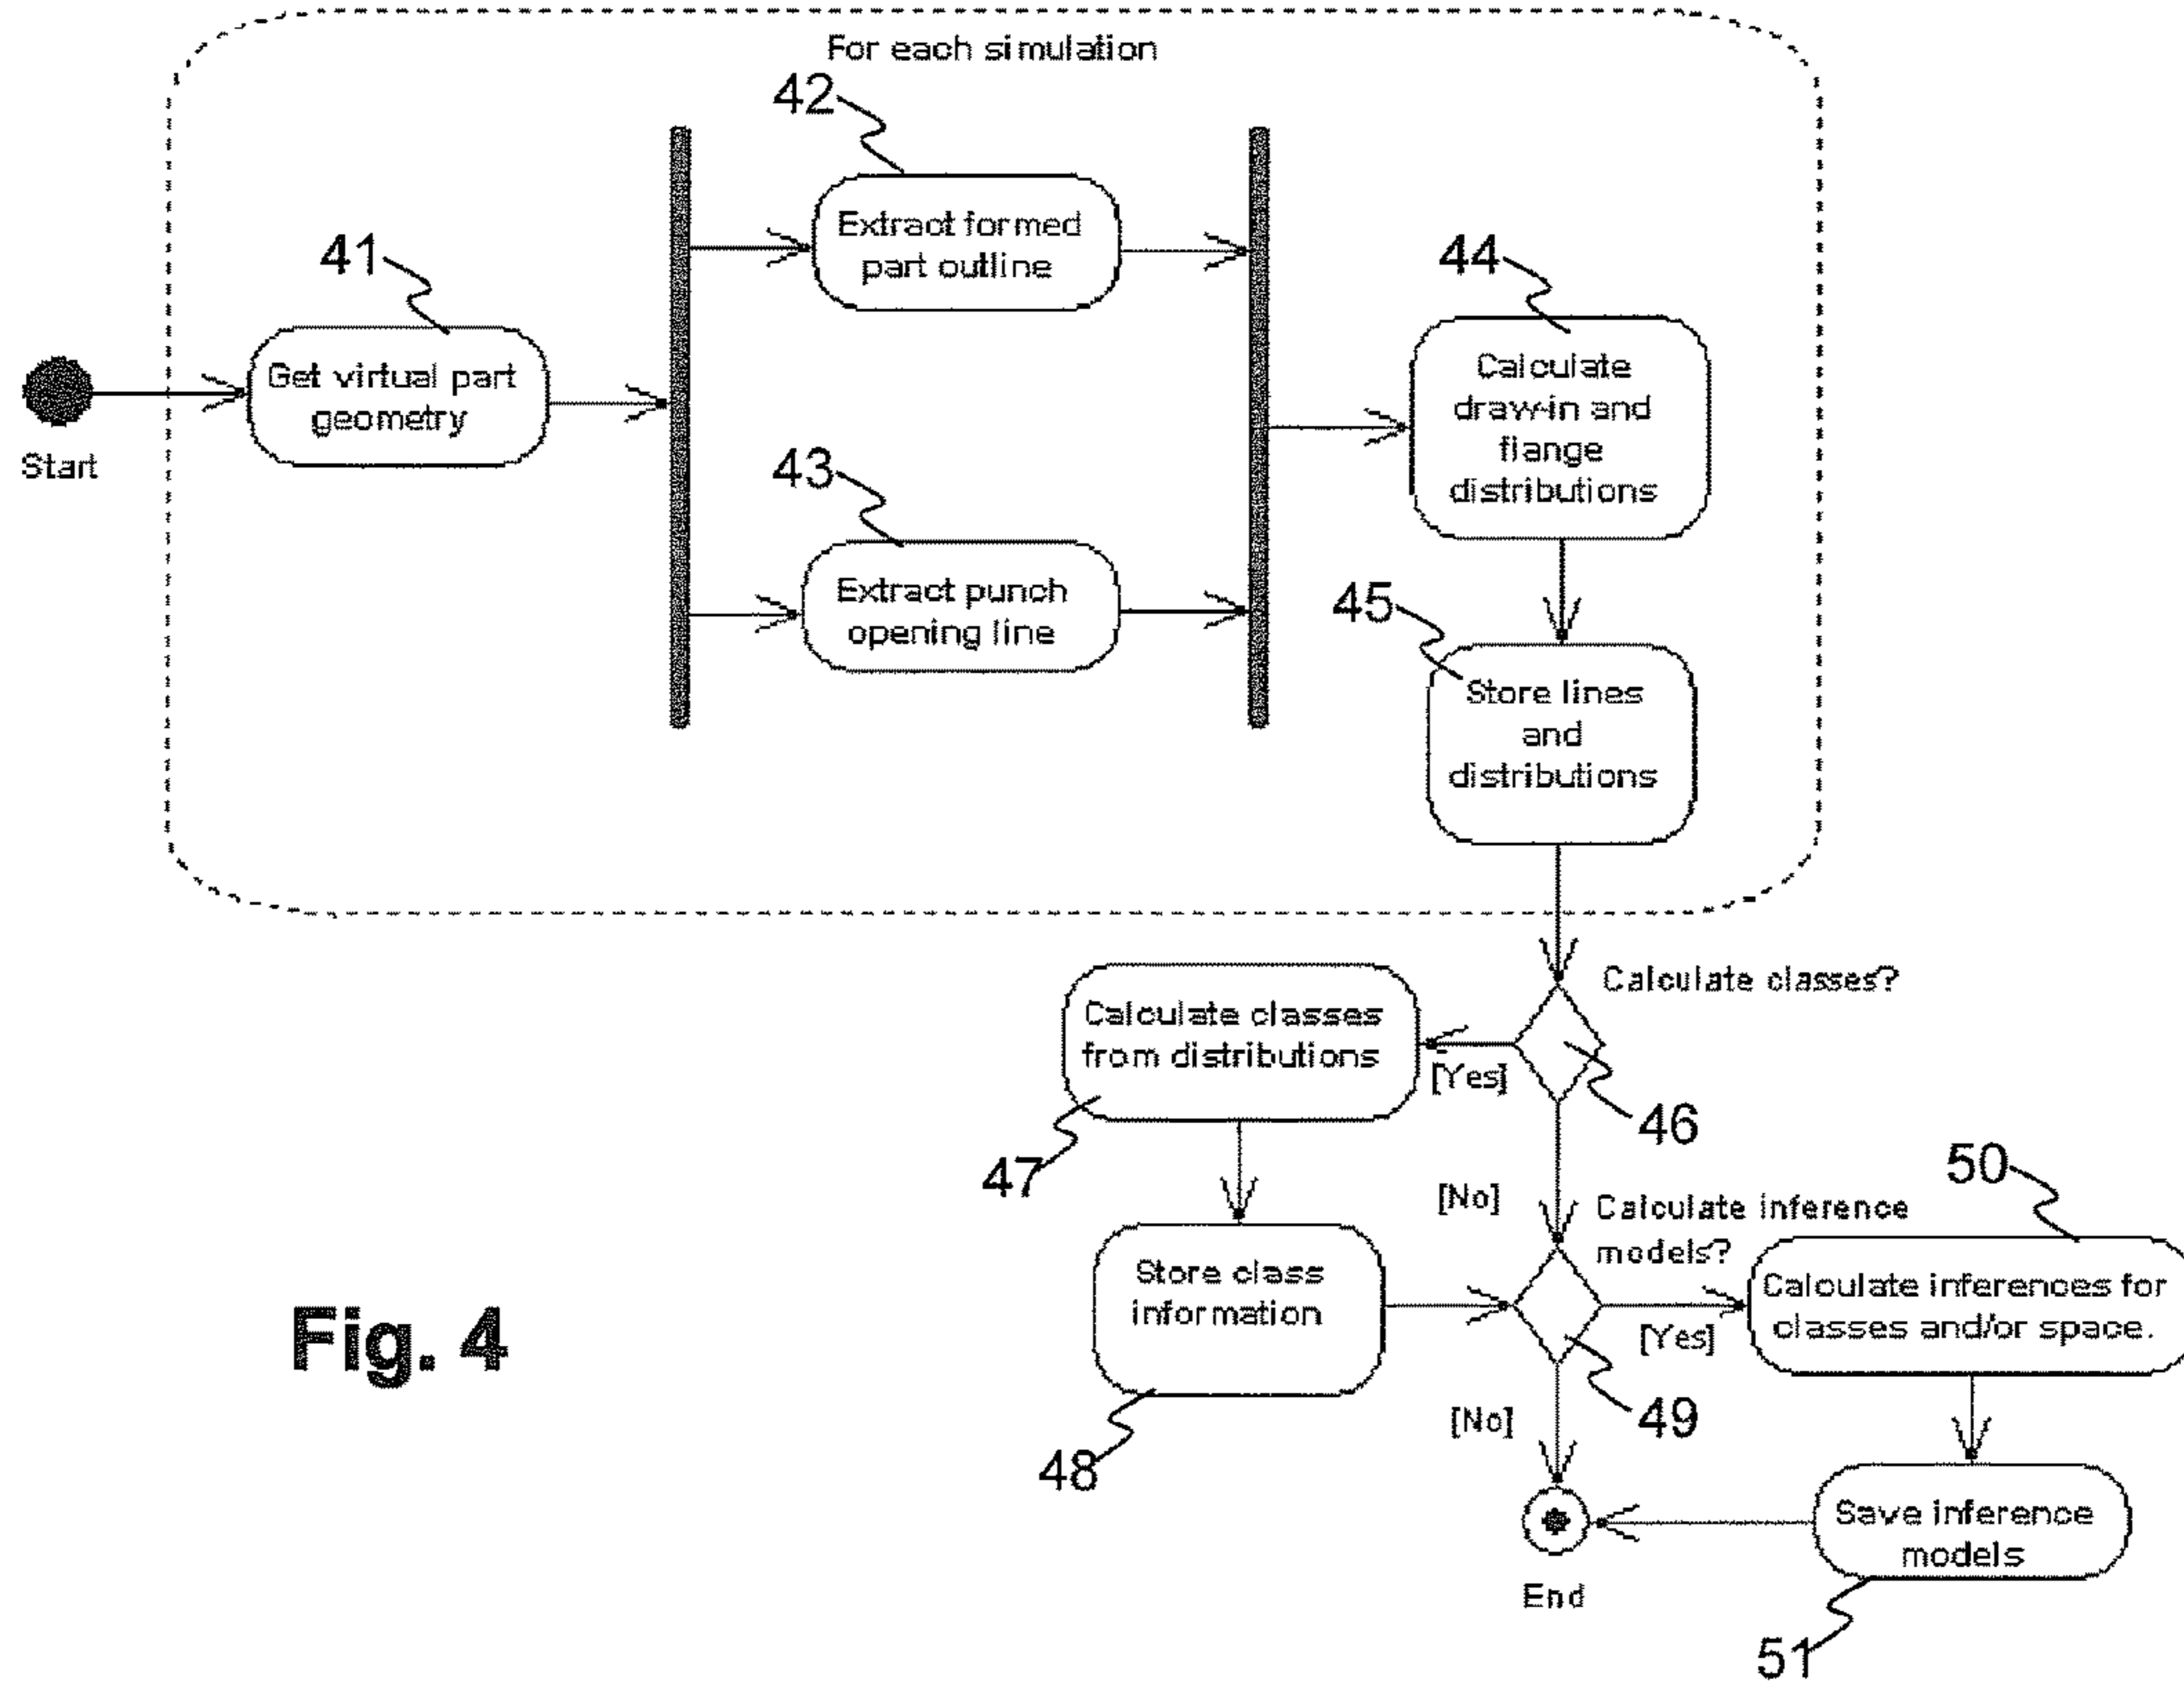 For each simulation
42
Extract formed
part outline
41
Get virtual part
geometry
Start
43
Extract punch
opening line
44
Calculate
draw-in and
flange
distributions
45
Store lines
and
distributions
Calculate classes?
46
[Yes]
Calculate classes
from distributions
47
[No]
Store class
information
48
Calculate inference
models?
49
[Yes]
50
Calculate inferences for
classes and/or space.
[No]
Save inference
models
51
End
Fig. 4